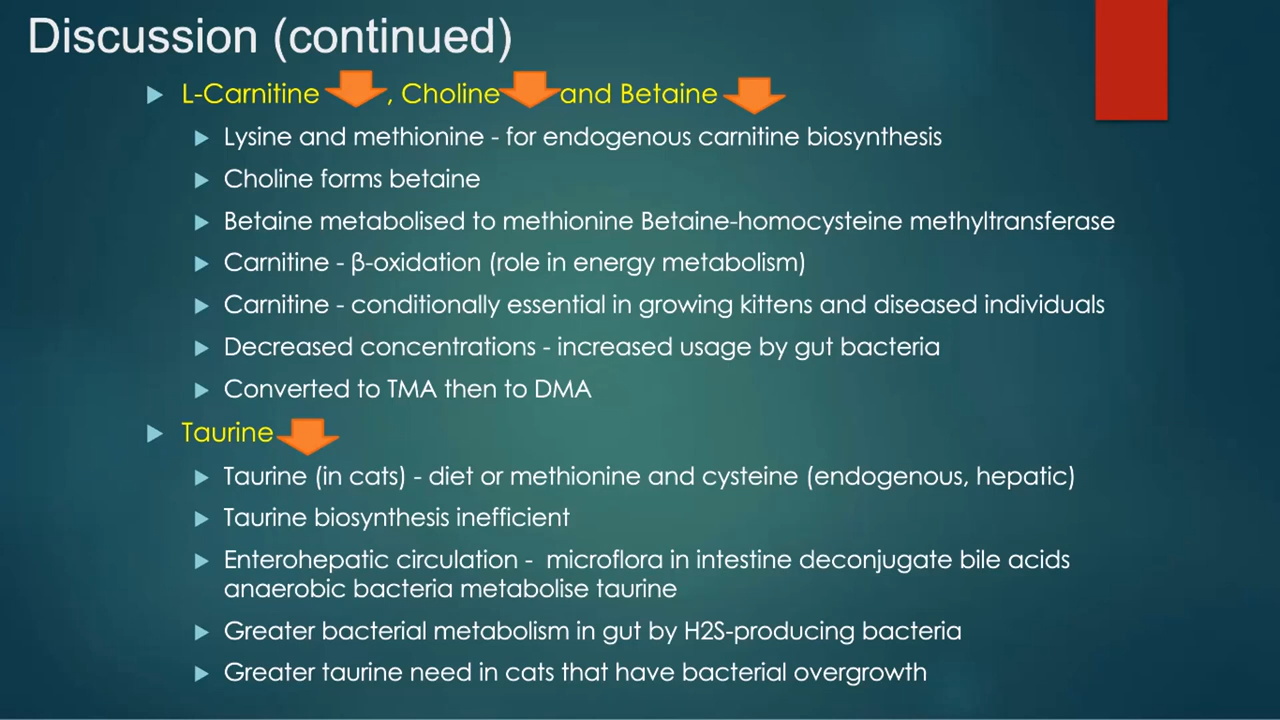 Discussion (continued)
L-Carnitine , Choline and Betaine
Lysine and methionine - for endogenous carnitine biosynthesis
Choline forms betaine
Betaine metabolised to methionine Betaine-homocysteine methyltransferase
Carnitine - β-oxidation (role in energy metabolism)
Carnitine - conditionally essential in growing kittens and diseased individuals
Decreased concentrations - increased usage by gut bacteria
Converted to TMA then to DMA
Taurine
Taurine (in cats) - diet or methionine and cysteine (endogenous, hepatic)
Taurine biosynthesis inefficient
Enterohepatic circulation - microflora in intestine deconjugate bile acids
anaerobic bacteria metabolise taurine
Greater bacterial metabolism in gut by H2S-producing bacteria
Greater taurine need in cats that have bacterial overgrowth